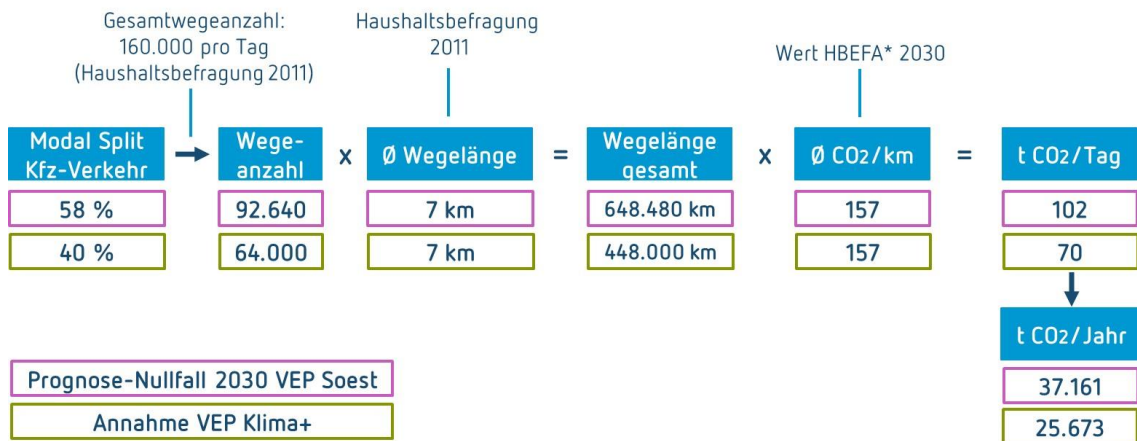 Gesamtwegeanzahl:
160.000 pro Tag
(Haushaltsbefragung 2011)
Haushaltsbefragung
2011
Wert HBEFA* 2030
Modal Split
Kfz-Verkehr
Wege-
anzahl
x
Ø Wegelänge
=
Wegelänge
gesamt
x
Ø CO2/km
=
t CO2/Tag
58 %
92.640
7 km
648.480 km
157
102
40 %
64.000
7 km
448.000 km
157
70
t CO2/Jahr
37.161
25.673
Prognose-Nullfall 2030 VEP Soest
Annahme VEP Klima+